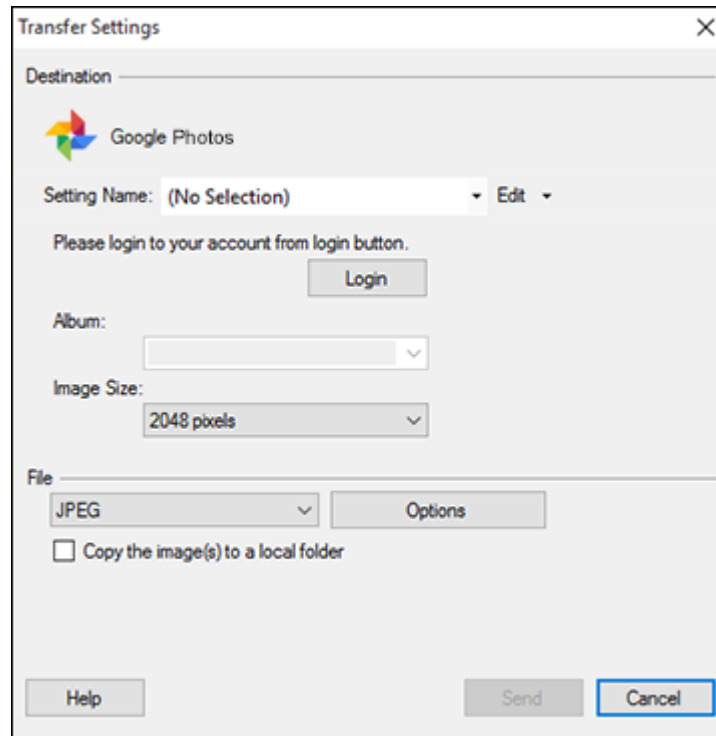 Transfer Settings
Destination
Google Photos
Setting Name: (No Selection) Edit
Please login to your account from login button.
Login
Album:
Image Size:
2048 pixels
File
JPEG Options
Copy the image(s) to a local folder
Help Send Cancel